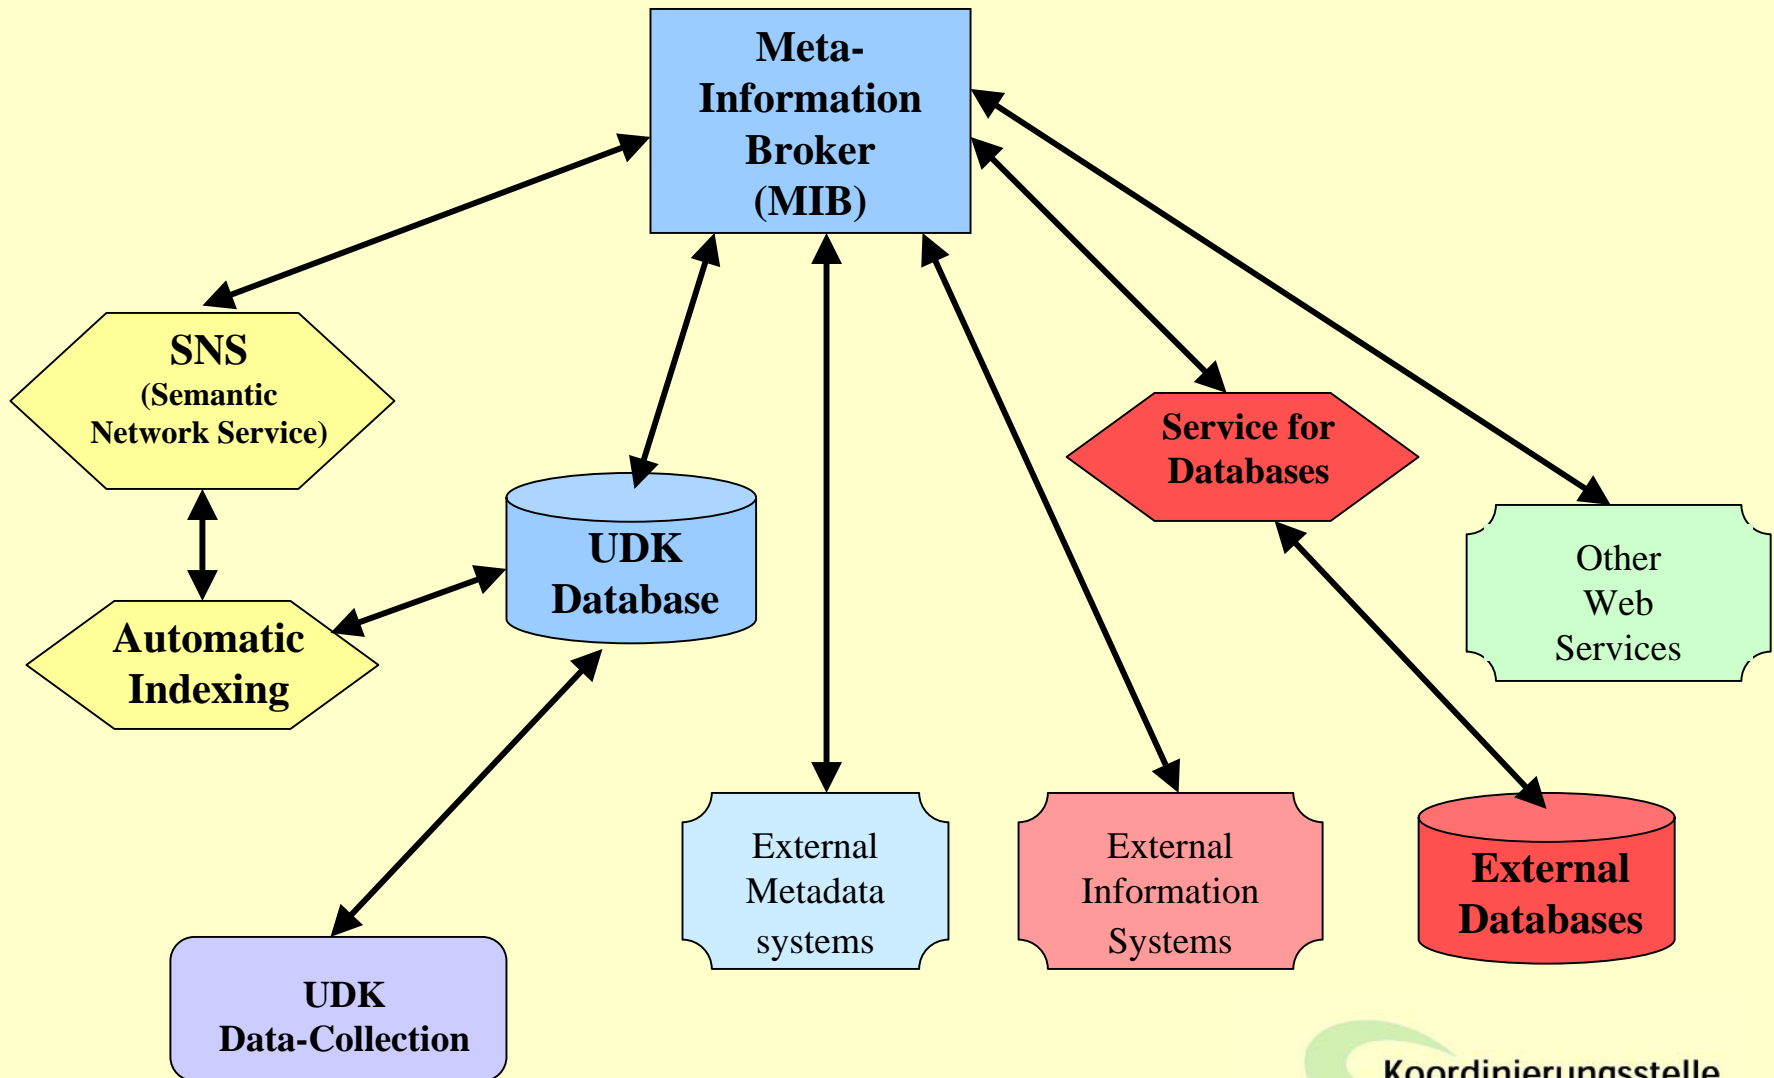 Meta-
Information
Broker
(MIB)
SNS
(Semantic
Network Service)
Service for
Databases
UDK
Database
Other
Web
Services
Automatic
Indexing
External
Metadata
systems
External
Information
Systems
External
Databases
UDK
Data-Collection
Koordinierungsstelle